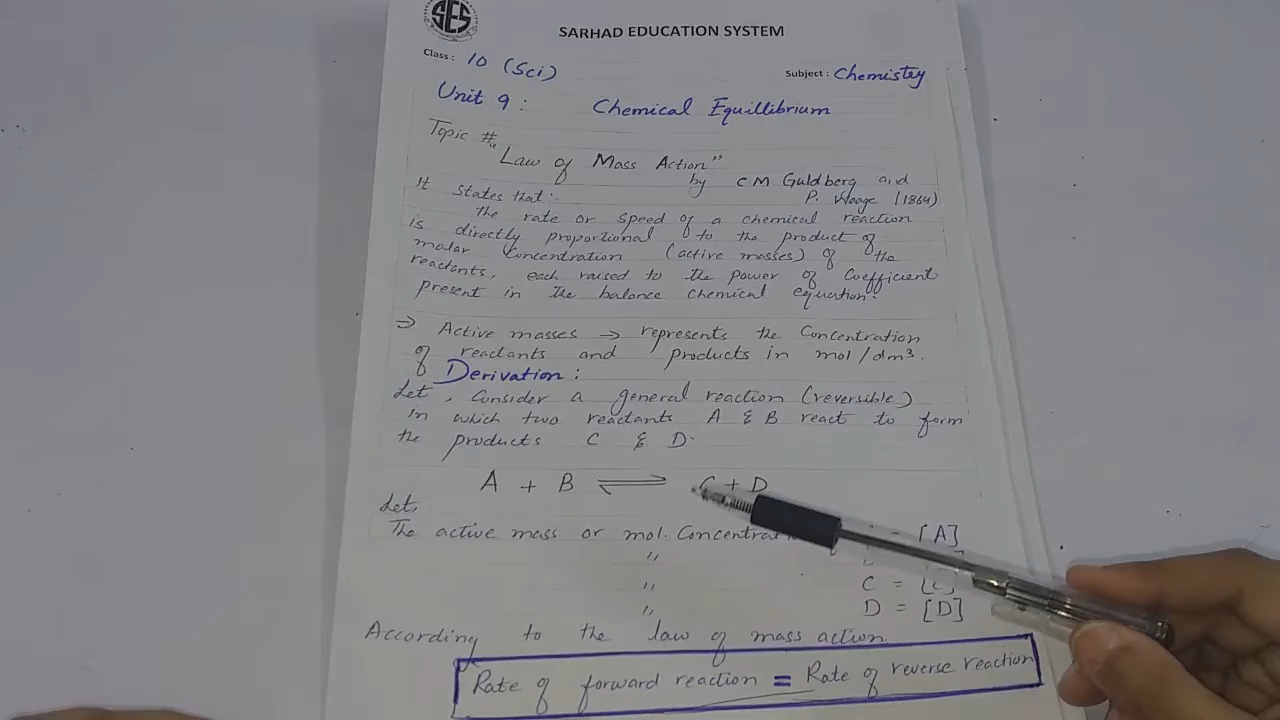 SES
SARHAD EDUCATION SYSTEM
Class : 10 (Sci)
Subject : Chemistry
Unit 9 : Chemical Equillibrium
Topic #
"Law of Mass Action"
by CM Guldberg and
P. Waage (1864)
It states that:-
the rate or speed of a chemical reaction
is directly proportional to the product of
molar concentration (active masses) of the
reactants, each raised to the power of coefficient
present in the balance chemical equation.
⇒ Active masses → represents the Concentration
of reactants and products in mol/dm³.
Derivation :
Let, Consider a general reaction (reversible)
in which two reactants A & B react to form
the products C & D.
A + B ⇌ C + D
Let,
The active mass or mol. Concentrat = [A]
"
" C = [C]
" D = [D]
According to the law of mass action.
Rate of forward reaction = Rate of reverse reaction